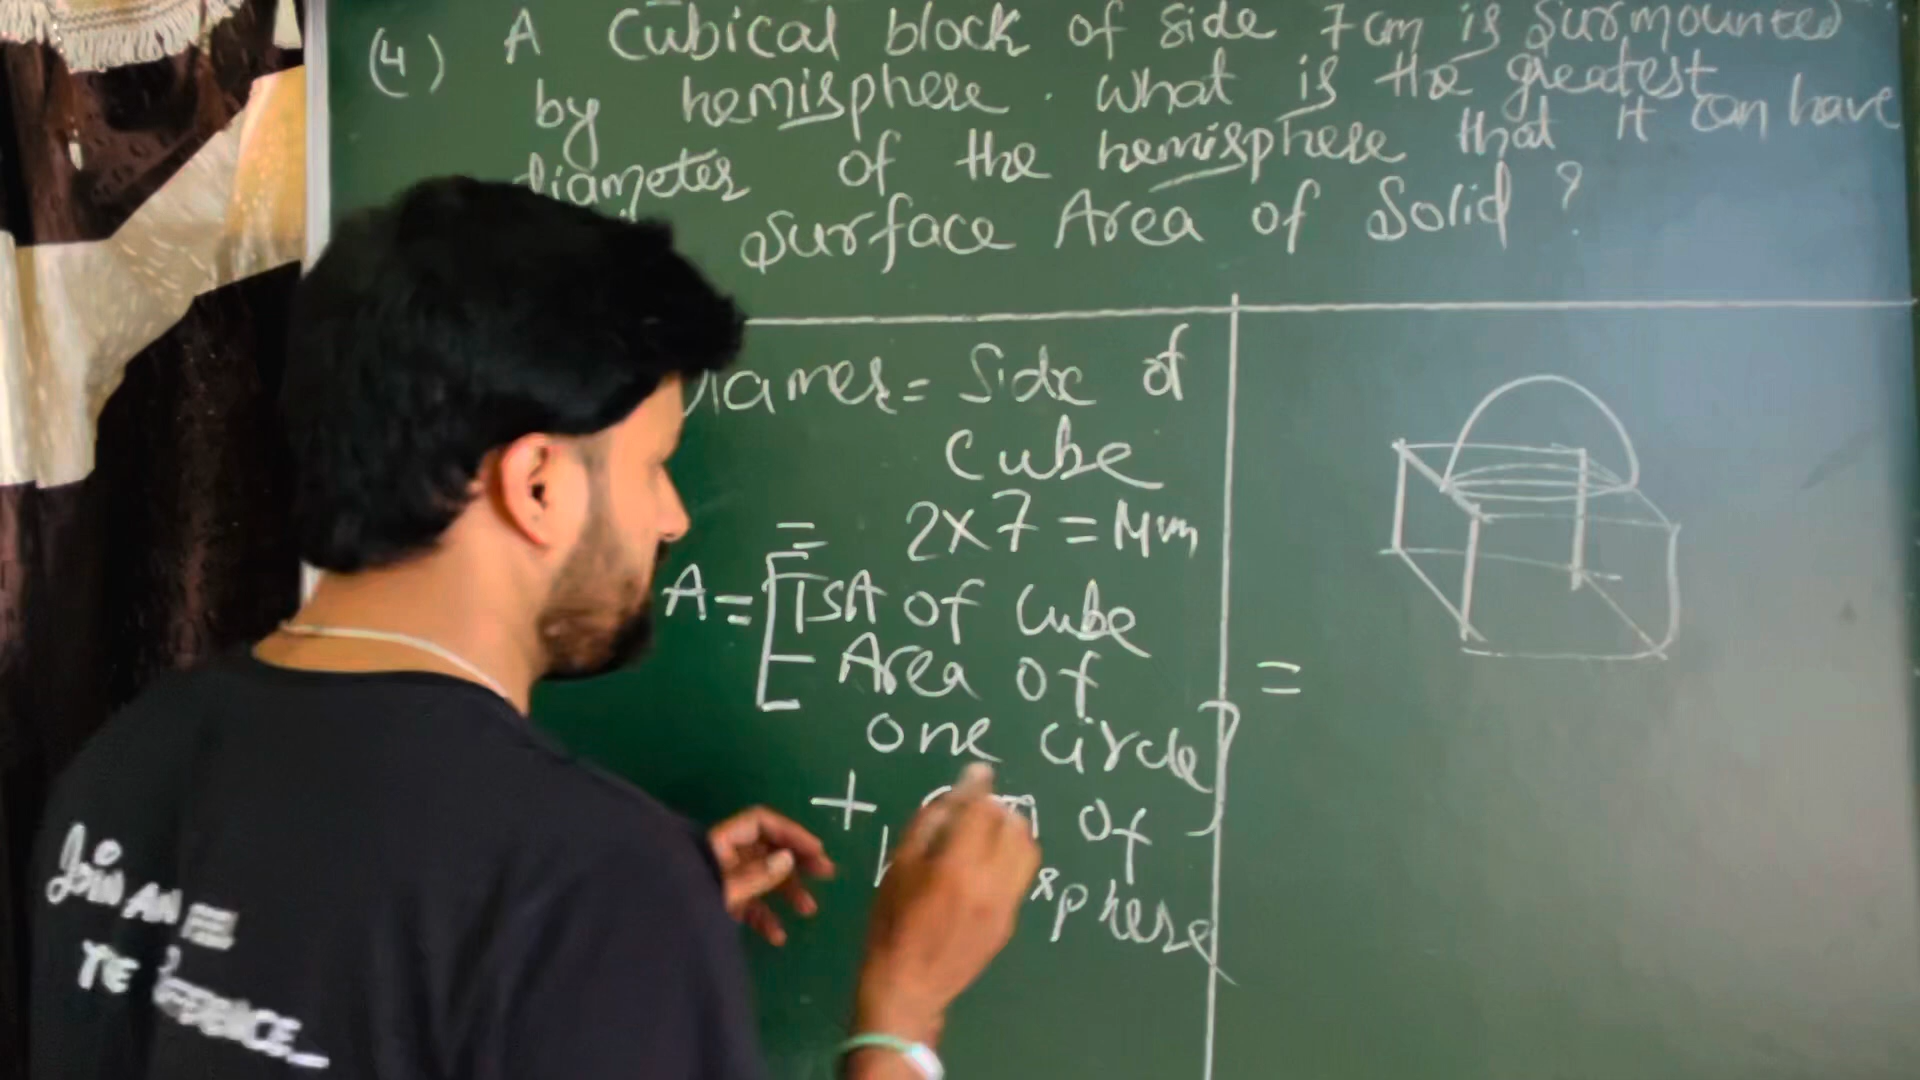 (4) A Cubical block of side 7cm is surmounted
by hemisphere. What is the greatest
diameter of the hemisphere that it can have
surface Area of Solid ?
Diamer = Side of
Cube
= 2x7 = 14cm
A = [TSA of Cube
- Area of
one circle]
+ of
=
Join AN